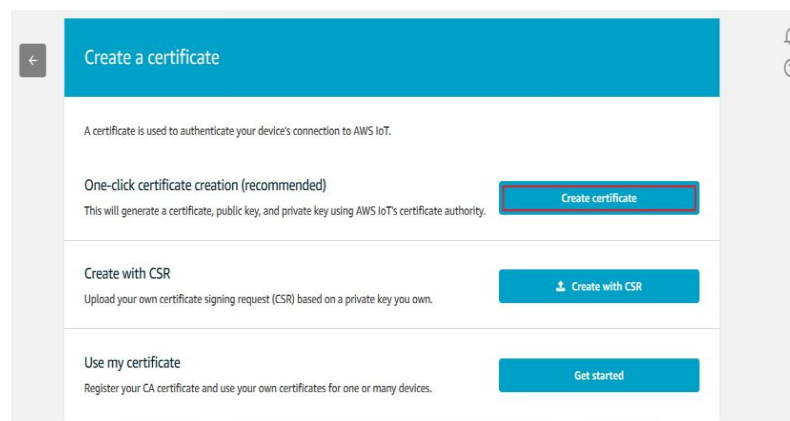 Create a certificate
A certificate is used to authenticate your device's connection to AWS IoT.
One-click certificate creation (recommended)
This will generate a certificate, public key, and private key using AWS IoT's certificate authority.
Create certificate
Create with CSR
Upload your own certificate signing request (CSR) based on a private key you own.
Create with CSR
Use my certificate
Register your CA certificate and use your own certificates for one or many devices.
Get started